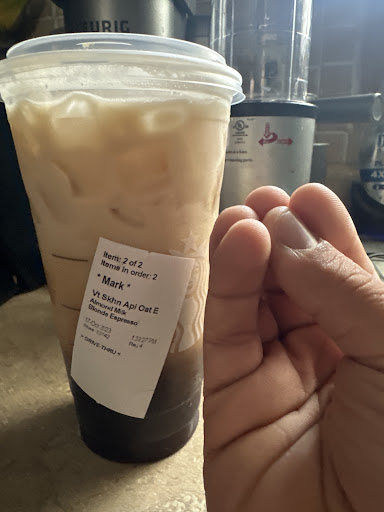 KEURIG
Item: 2 of 2
Items in order: 2
* Mark *
Vt Skhn Apl Oat E
Almond Milk
Blonde Espresso
> DRIVE-THRU <